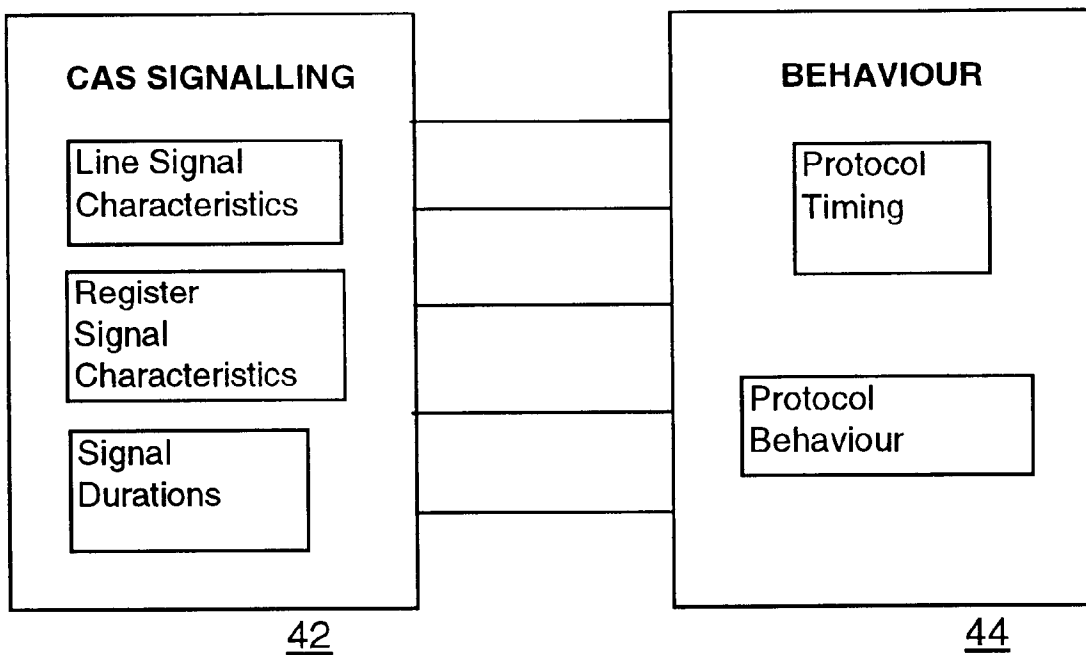 CAS SIGNALLING
Line Signal
Characteristics
Register
Signal
Characteristics
Signal
Durations
42
BEHAVIOUR
Protocol
Timing
Protocol
Behaviour
44